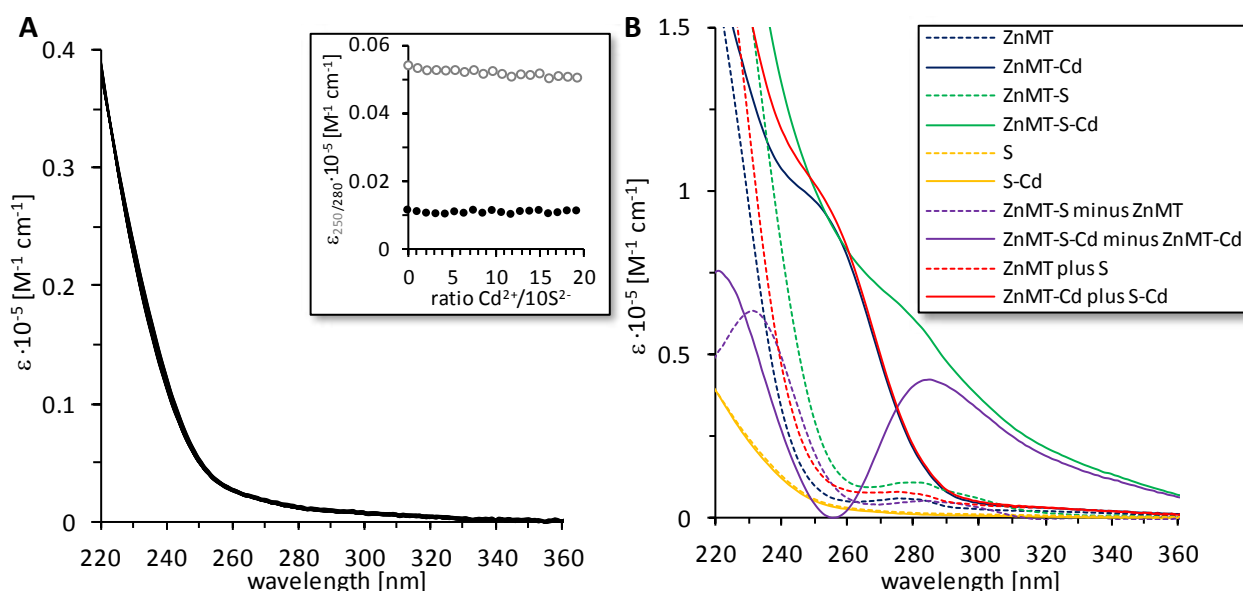 A
0.4
0.3
0.2
0.1
0
220 240 260 280 300 320 340 360
wavelength [nm]
ε ·10⁻⁵ [M⁻¹ cm⁻¹]
0.06
0.04
0.02
0
0 5 10 15 20
ratio Cd²⁺/10S²⁻
ε₂₅₀/₂₈₀·10⁻⁵ [M⁻¹ cm⁻¹]
B
1.5
1
0.5
0
220 240 260 280 300 320 340 360
wavelength [nm]
ε ·10⁻⁵ [M⁻¹ cm⁻¹]
ZnMT
ZnMT-Cd
ZnMT-S
ZnMT-S-Cd
S
S-Cd
ZnMT-S minus ZnMT
ZnMT-S-Cd minus ZnMT-Cd
ZnMT plus S
ZnMT-Cd plus S-Cd